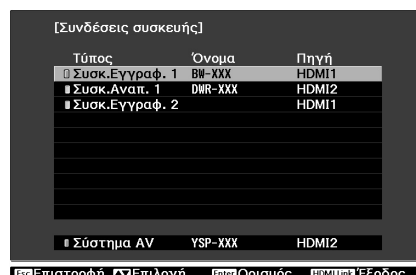 [Συνδέσεις συσκευής]
Τύπος Όνομα Πηγή
Συσκ.Εγγραφ. 1 BW-XXX HDMI1
Συσκ.Αναπ. 1 DWR-XXX HDMI2
Συσκ.Εγγραφ. 2 HDMI1
Σύστημα AV YSP-XXX HDMI2
Esc Επιστροφή Επιλογή Enter Ορισμός HDMI Link Έξοδος